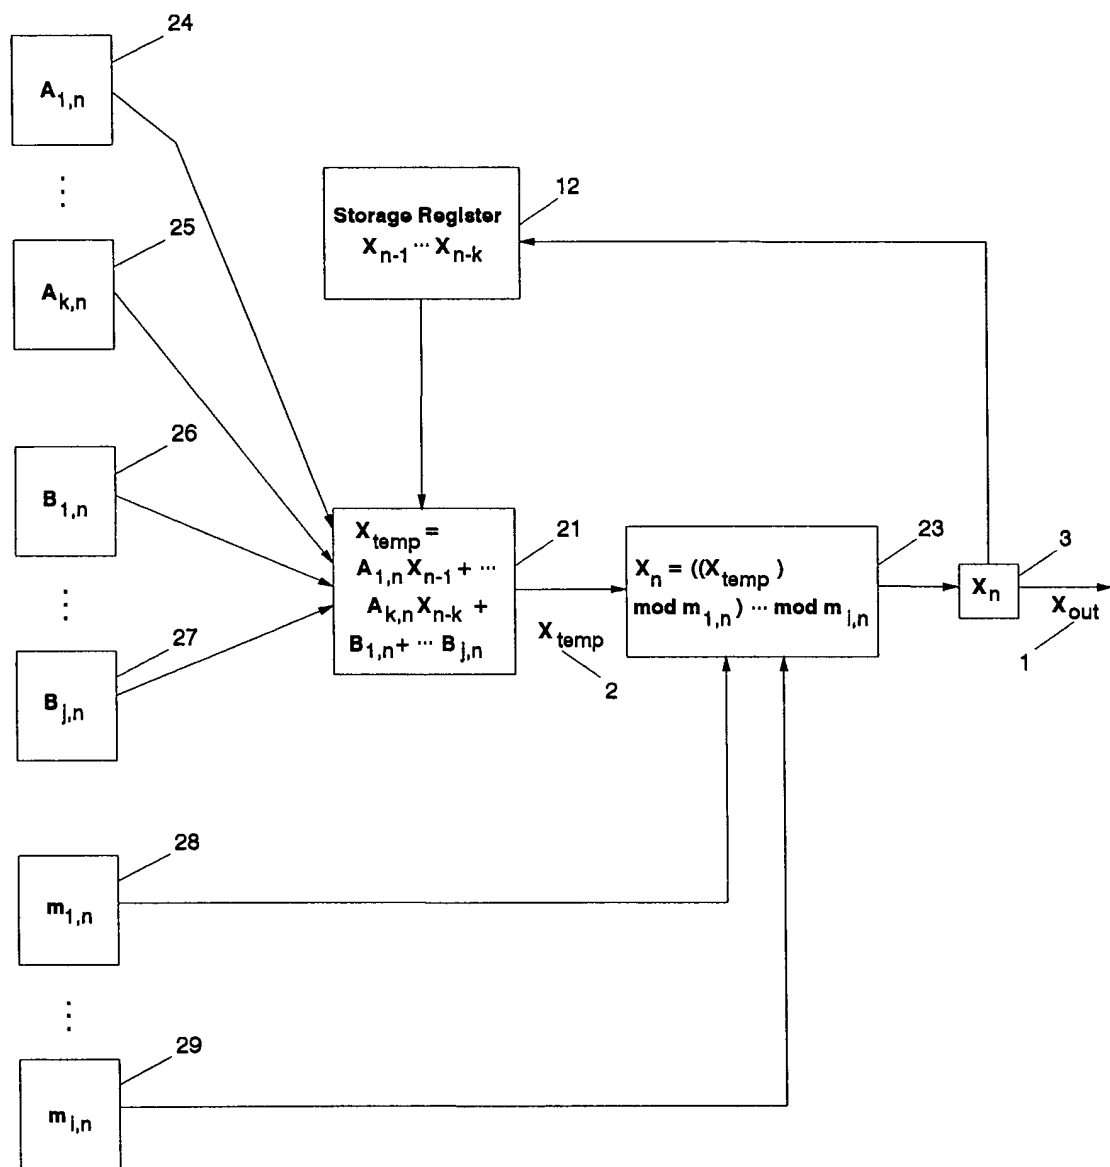 24
A1,n
⋮
25
Ak,n
26
B1,n
⋮
27
Bj,n
28
m1,n
⋮
29
mi,n
12
Storage Register
Xn-1 ··· Xn-k
21
Xtemp =
A1,n Xn-1 + ···
Ak,n Xn-k +
B1,n + ··· Bj,n
Xtemp
2
23
Xn = ((Xtemp)
mod m1,n) ··· mod mi,n
3
Xn
Xout
1